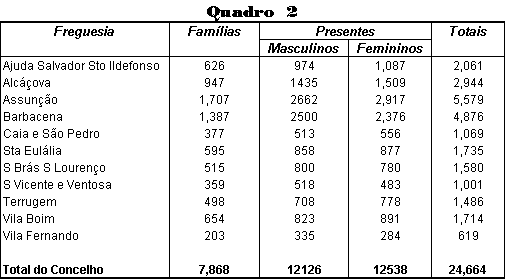 Quadro 2
Freguesia Famílias Presentes Totais
Masculinos Femininos
Ajuda Salvador Sto Ildefonso 626 974 1,087 2,061
Alcáçova 947 1435 1,509 2,944
Assunção 1,707 2662 2,917 5,579
Barbacena 1,387 2500 2,376 4,876
Caia e São Pedro 377 513 556 1,069
Sta Eulália 595 858 877 1,735
S Brás S Lourenço 515 800 780 1,580
S Vicente e Ventosa 359 518 483 1,001
Terrugem 498 708 778 1,486
Vila Boim 654 823 891 1,714
Vila Fernando 203 335 284 619
Total do Concelho 7,868 12126 12538 24,664